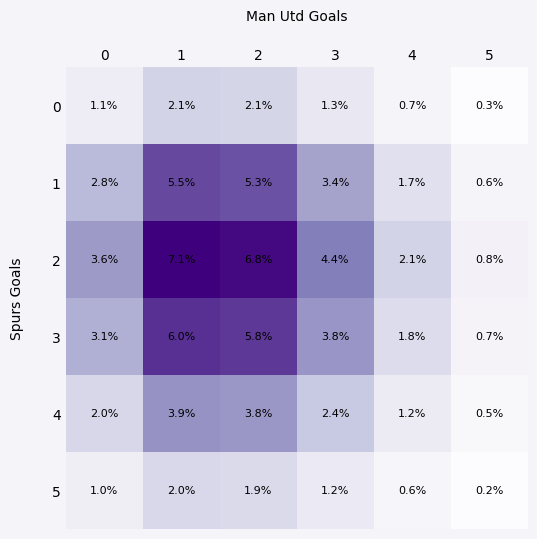 Man Utd Goals
0 1 2 3 4 5
0 1.1% 2.1% 2.1% 1.3% 0.7% 0.3%
1 2.8% 5.5% 5.3% 3.4% 1.7% 0.6%
2 3.6% 7.1% 6.8% 4.4% 2.1% 0.8%
Spurs Goals
3 3.1% 6.0% 5.8% 3.8% 1.8% 0.7%
4 2.0% 3.9% 3.8% 2.4% 1.2% 0.5%
5 1.0% 2.0% 1.9% 1.2% 0.6% 0.2%